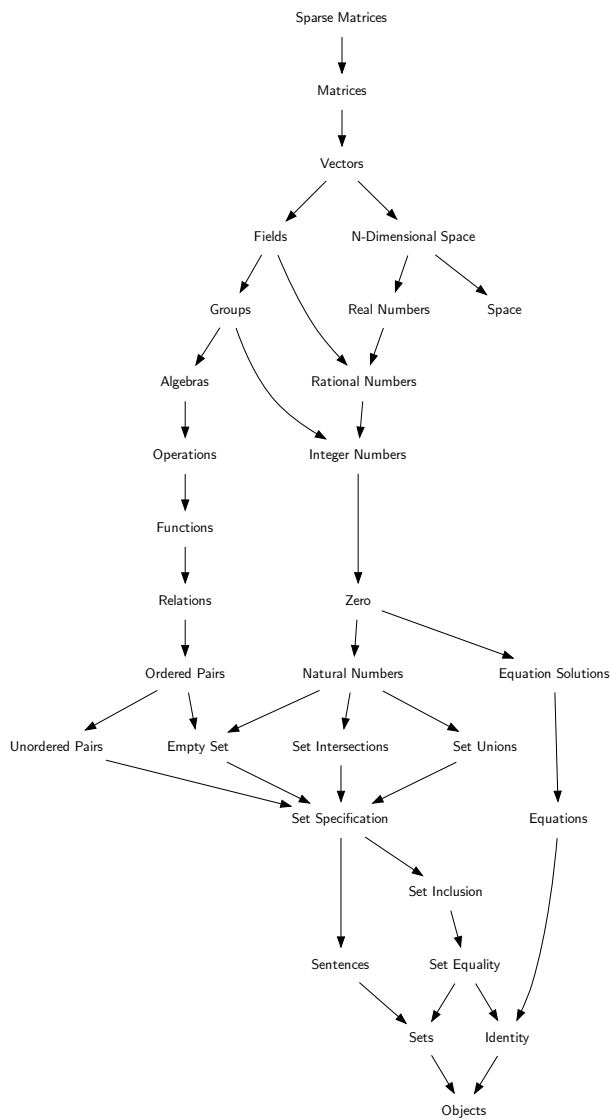 Sparse Matrices
Matrices
Vectors
Fields
N-Dimensional Space
Groups
Real Numbers
Space
Algebras
Rational Numbers
Operations
Integer Numbers
Functions
Relations
Zero
Ordered Pairs
Natural Numbers
Equation Solutions
Unordered Pairs
Empty Set
Set Intersections
Set Unions
Set Specification
Equations
Set Inclusion
Sentences
Set Equality
Sets
Identity
Objects